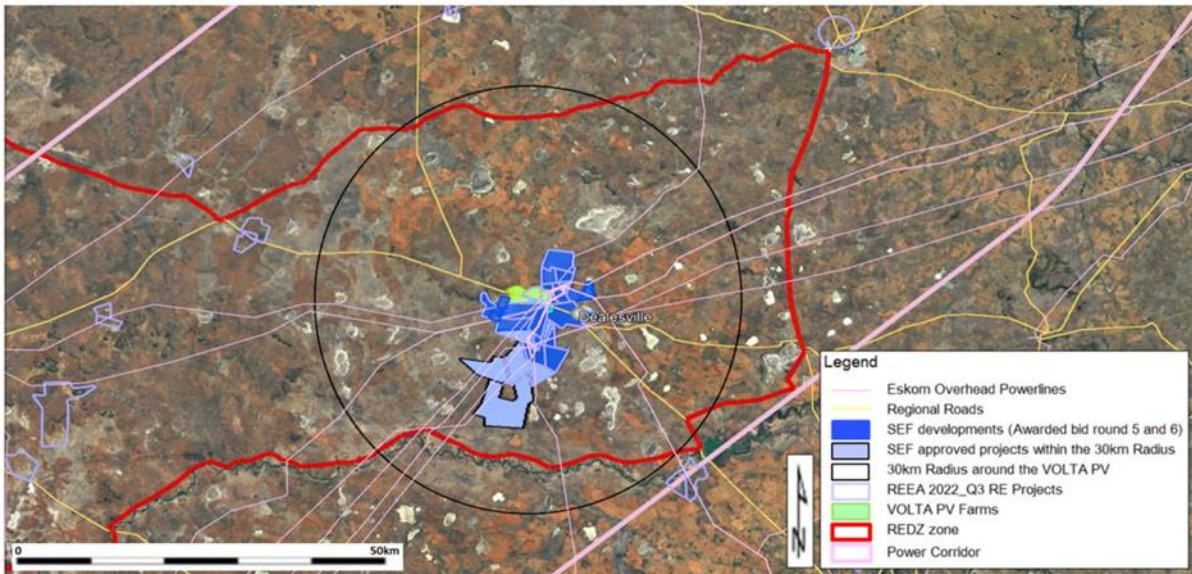 Dealesville
Legend
Eskom Overhead Powerlines
Regional Roads
SEF developments (Awarded bid round 5 and 6)
SEF approved projects within the 30km Radius
30km Radius around the VOLTA PV
REEA 2022_Q3 RE Projects
VOLTA PV Farms
REDZ zone
Power Corridor
0 50km
N